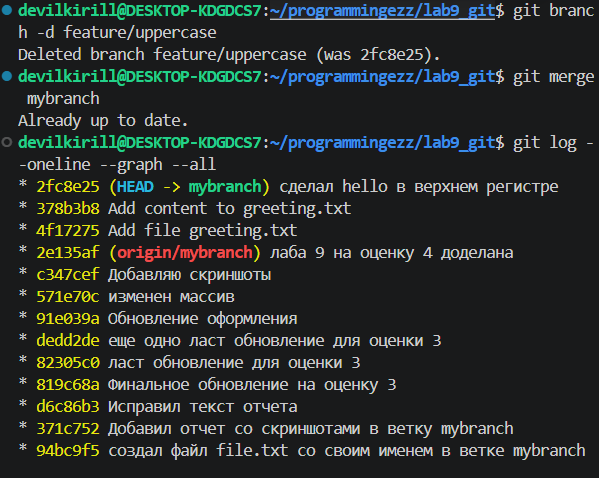 devilkirill@DESKTOP-KDGDCS7:~/programmingezz/lab9_git$ git branc
h -d feature/uppercase
Deleted branch feature/uppercase (was 2fc8e25).
devilkirill@DESKTOP-KDGDCS7:~/programmingezz/lab9_git$ git merge
 mybranch
Already up to date.
devilkirill@DESKTOP-KDGDCS7:~/programmingezz/lab9_git$ git log -
-oneline --graph --all
* 2fc8e25 (HEAD -> mybranch) сделал hello в верхнем регистре
* 378b3b8 Add content to greeting.txt
* 4f17275 Add file greeting.txt
* 2e135af (origin/mybranch) лаба 9 на оценку 4 доделана
* c347cef Добавляю скриншоты
* 571e70c изменен массив
* 91e039a Обновление оформления
* dedd2de еще одно ласт обновление для оценки 3
* 82305c0 ласт обновление для оценки 3
* 819c68a Финальное обновление на оценку 3
* d6c86b3 Исправил текст отчета
* 371c752 Добавил отчет со скриншотами в ветку mybranch
* 94bc9f5 создал файл file.txt со своим именем в ветке mybranch